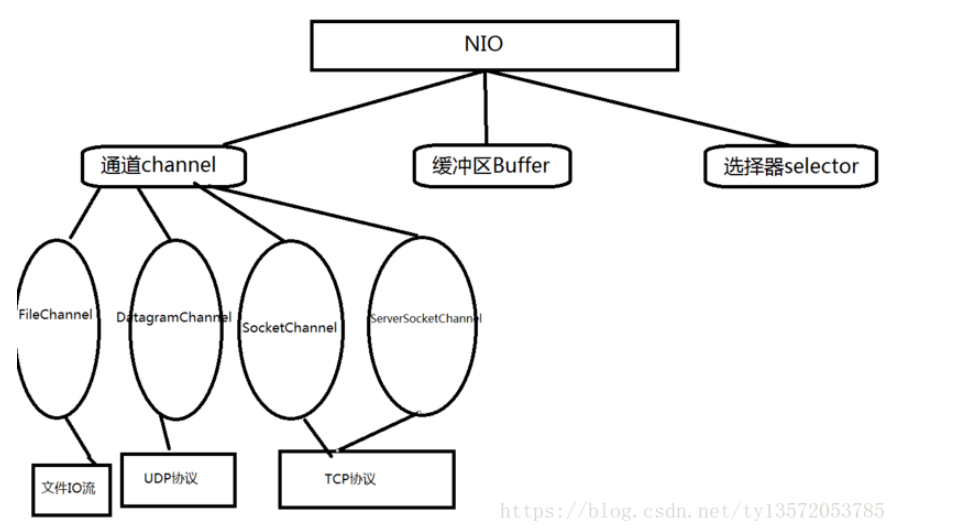 NIO
通道channel
缓冲区Buffer
选择器selector
FileChannel
DatagramChannel
SocketChannel
ServerSocketChannel
文件IO流
UDP协议
TCP协议
https://blog.csdn.net/ty13572053785